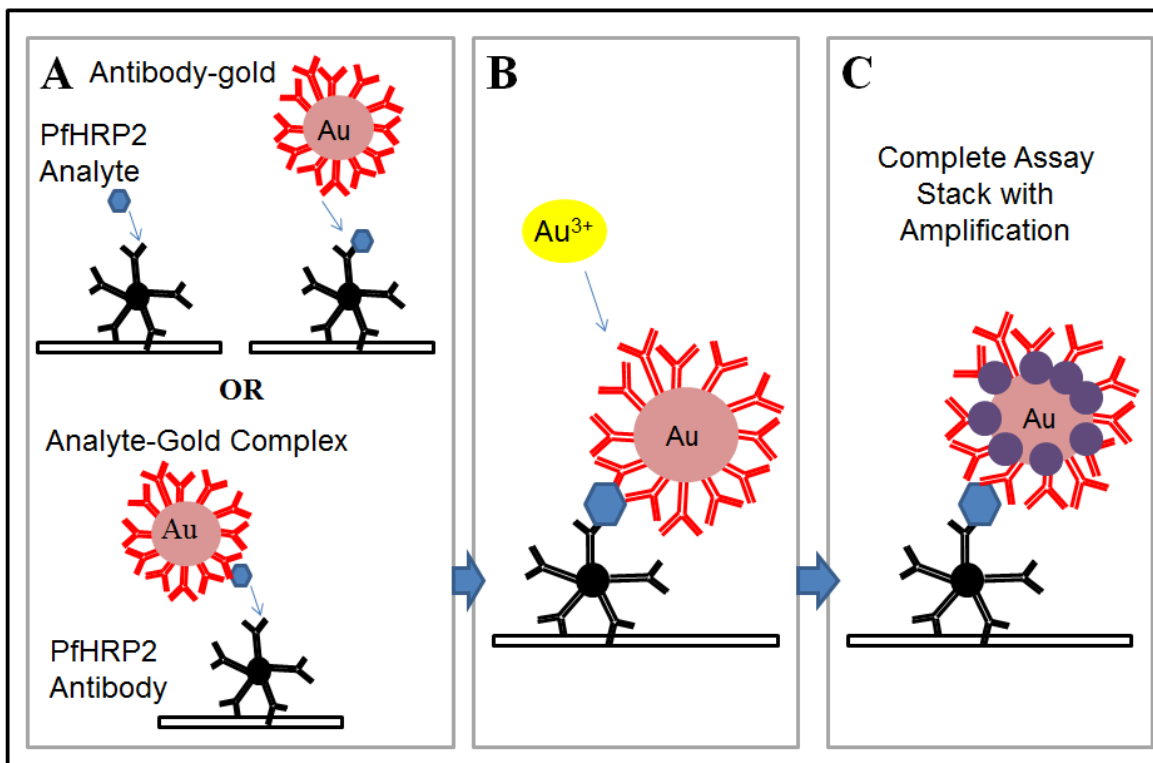 A
Antibody-gold
Au
PfHRP2
Analyte
OR
Analyte-Gold Complex
Au
PfHRP2
Antibody
B
Au³⁺
Au
C
Complete Assay
Stack with
Amplification
Au